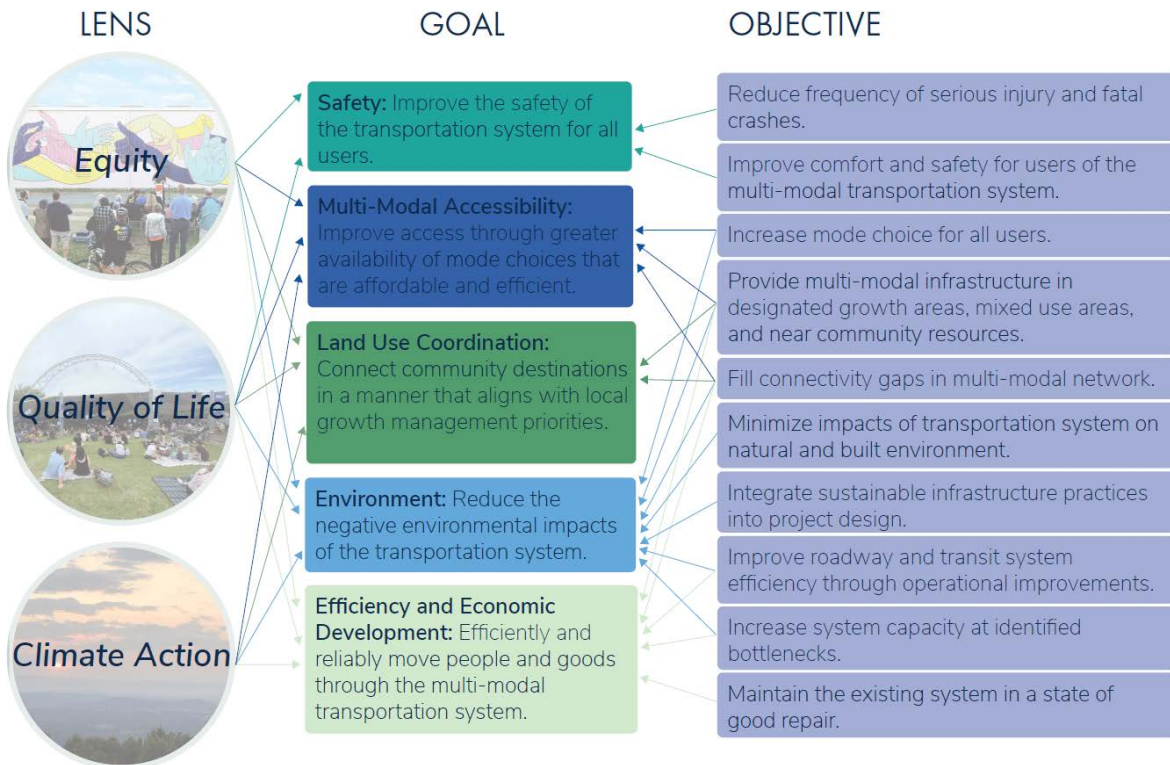 LENS
GOAL
OBJECTIVE
Equity
Quality of Life
Climate Action
Safety: Improve the safety of
the transportation system for all
users.
Multi-Modal Accessibility:
Improve access through greater
availability of mode choices that
are affordable and efficient.
Land Use Coordination:
Connect community destinations
in a manner that aligns with local
growth management priorities.
Environment: Reduce the
negative environmental impacts
of the transportation system.
Efficiency and Economic
Development: Efficiently and
reliably move people and goods
through the multi-modal
transportation system.
Reduce frequency of serious injury and fatal
crashes.
Improve comfort and safety for users of the
multi-modal transportation system.
Increase mode choice for all users.
Provide multi-modal infrastructure in
designated growth areas, mixed use areas,
and near community resources.
Fill connectivity gaps in multi-modal network.
Minimize impacts of transportation system on
natural and built environment.
Integrate sustainable infrastructure practices
into project design.
Improve roadway and transit system
efficiency through operational improvements.
Increase system capacity at identified
bottlenecks.
Maintain the existing system in a state of
good repair.